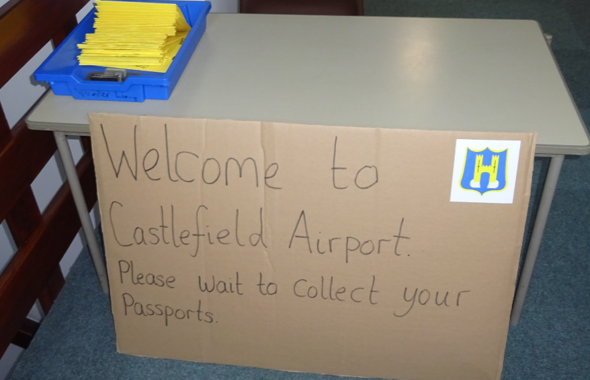 Welcome to
Castlefield Airport.
Please wait to collect your
Passports.